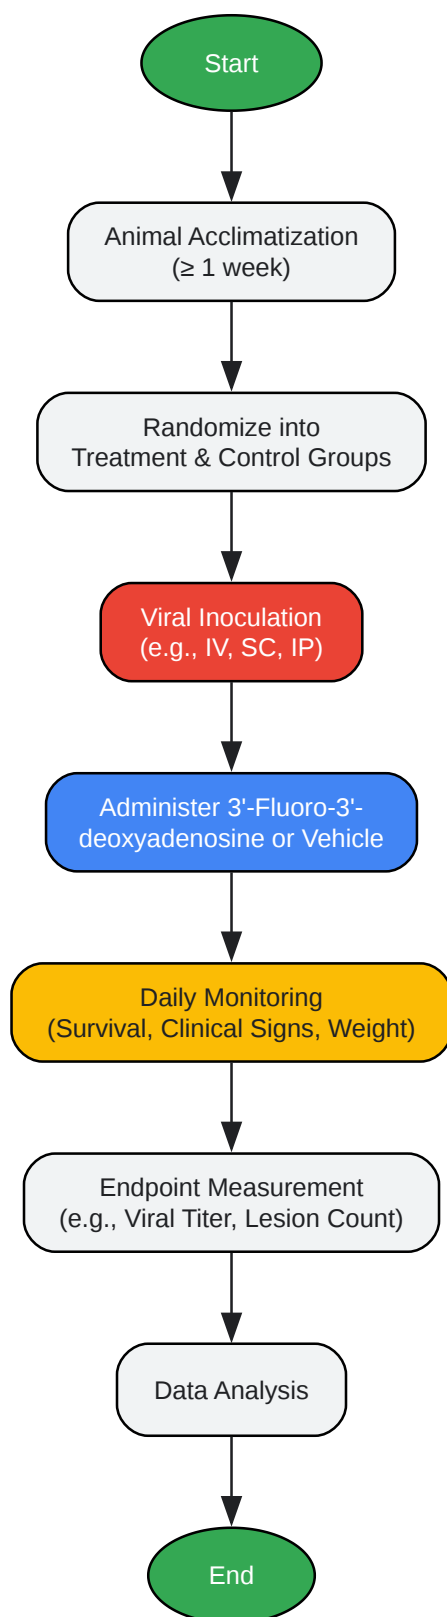 Start
Animal Acclimatization
(≥ 1 week)
Randomize into
Treatment & Control Groups
Viral Inoculation
(e.g., IV, SC, IP)
Administer 3'-Fluoro-3'-
deoxyadenosine or Vehicle
Daily Monitoring
(Survival, Clinical Signs, Weight)
Endpoint Measurement
(e.g., Viral Titer, Lesion Count)
Data Analysis
End